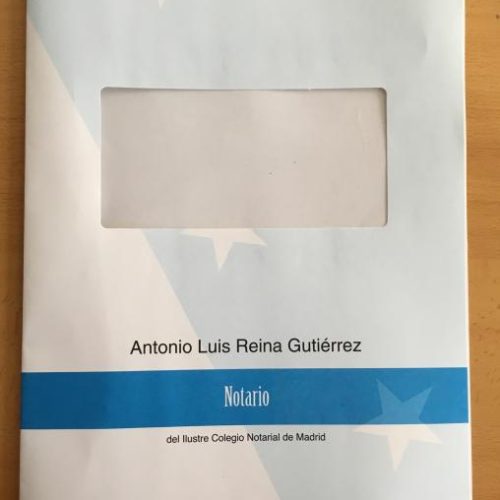 Antonio Luis Reina Gutiérrez
Notario
del Ilustre Colegio Notarial de Madrid